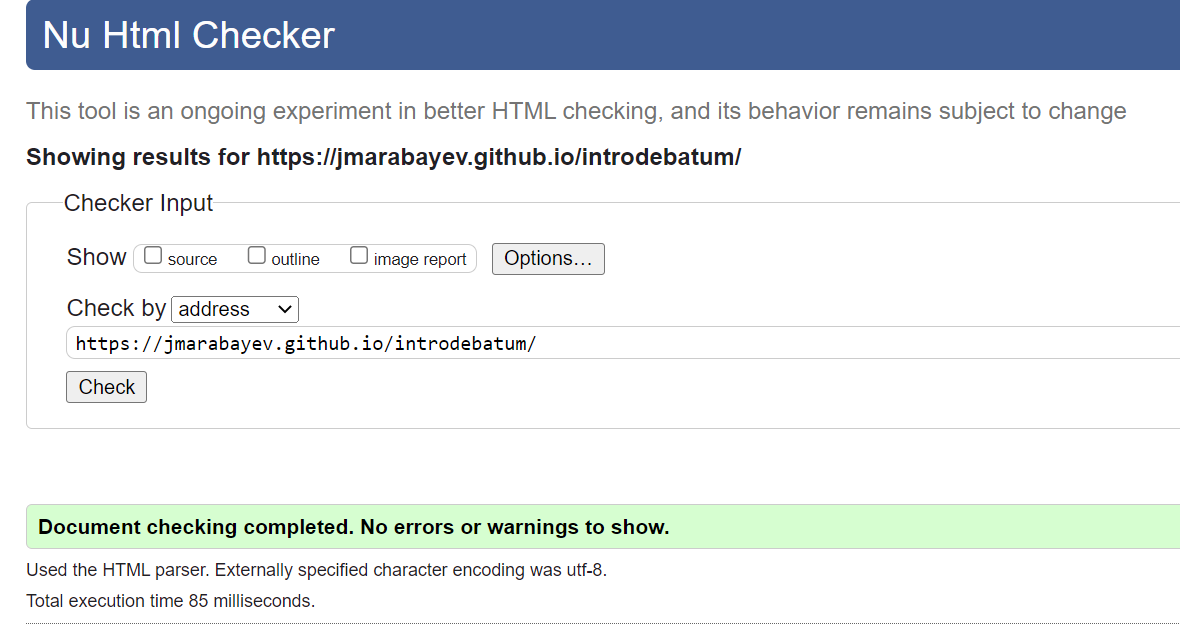 Nu Html Checker
This tool is an ongoing experiment in better HTML checking, and its behavior remains subject to change
Showing results for https://jmarabayev.github.io/introdebatum/
Checker Input
Show source outline image report Options...
Check by address
https://jmarabayev.github.io/introdebatum/
Check
Document checking completed. No errors or warnings to show.
Used the HTML parser. Externally specified character encoding was utf-8.
Total execution time 85 milliseconds.